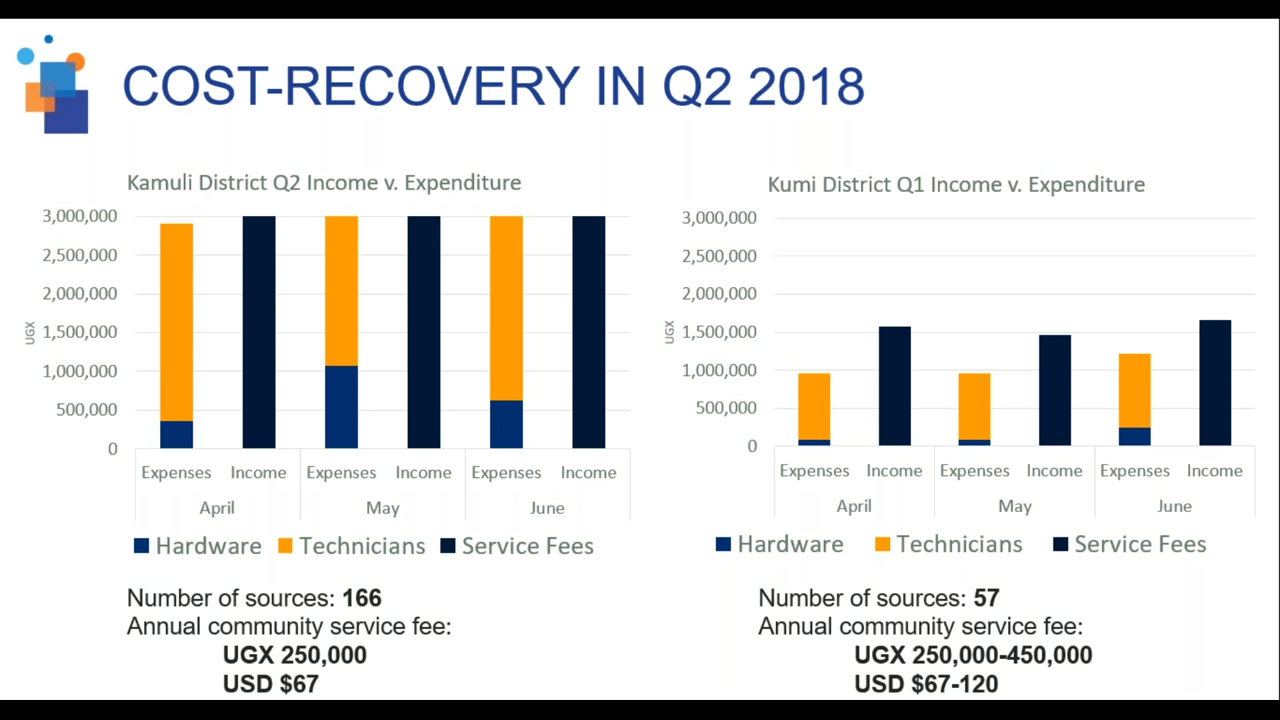 COST-RECOVERY IN Q2 2018
Kamuli District Q2 Income v. Expenditure
3,000,000
2,500,000
2,000,000
1,500,000
1,000,000
500,000
0
UGX
Expenses Income Expenses Income Expenses Income
April May June
Hardware Technicians Service Fees
Number of sources: 166
Annual community service fee:
UGX 250,000
USD $67
Kumi District Q1 Income v. Expenditure
3,000,000
2,500,000
2,000,000
1,500,000
1,000,000
500,000
0
UGX
Expenses Income Expenses Income Expenses Income
April May June
Hardware Technicians Service Fees
Number of sources: 57
Annual community service fee:
UGX 250,000-450,000
USD $67-120